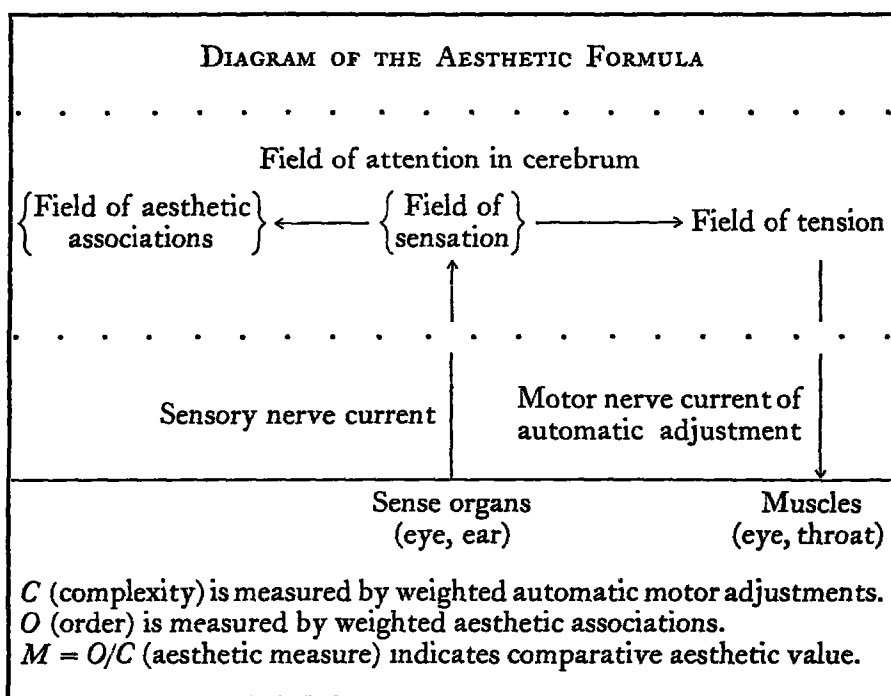 DIAGRAM OF THE AESTHETIC FORMULA
Field of attention in cerebrum
Field of aesthetic associations
Field of sensation
Field of tension
Sensory nerve current
Motor nerve current of
automatic adjustment
Sense organs
(eye, ear)
Muscles
(eye, throat)
C (complexity) is measured by weighted automatic motor adjustments.
O (order) is measured by weighted aesthetic associations.
M = O/C (aesthetic measure) indicates comparative aesthetic value.